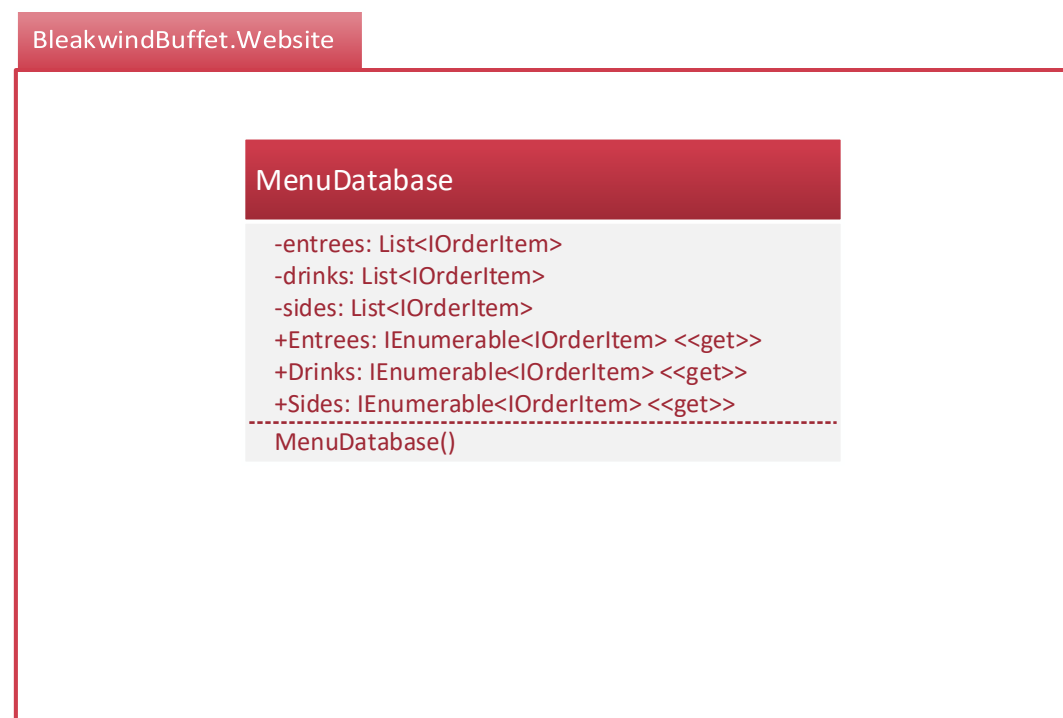 BleakwindBuffet.Website
MenuDatabase
-entrees: List<IOrderItem>
-drinks: List<IOrderItem>
-sides: List<IOrderItem>
+Entrees: IEnumerable<IOrderItem> <<get>>
+Drinks: IEnumerable<IOrderItem> <<get>>
+Sides: IEnumerable<IOrderItem> <<get>>
MenuDatabase()